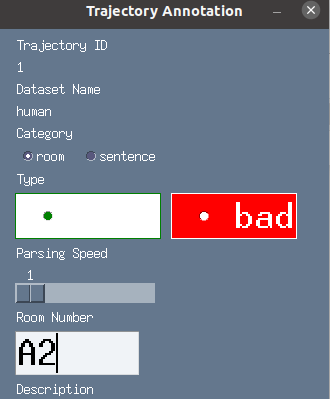 Trajectory Annotation
Trajectory ID
1
Dataset Name
human
Category
room sentence
Type
bad
Parsing Speed
1
Room Number
A2
Description